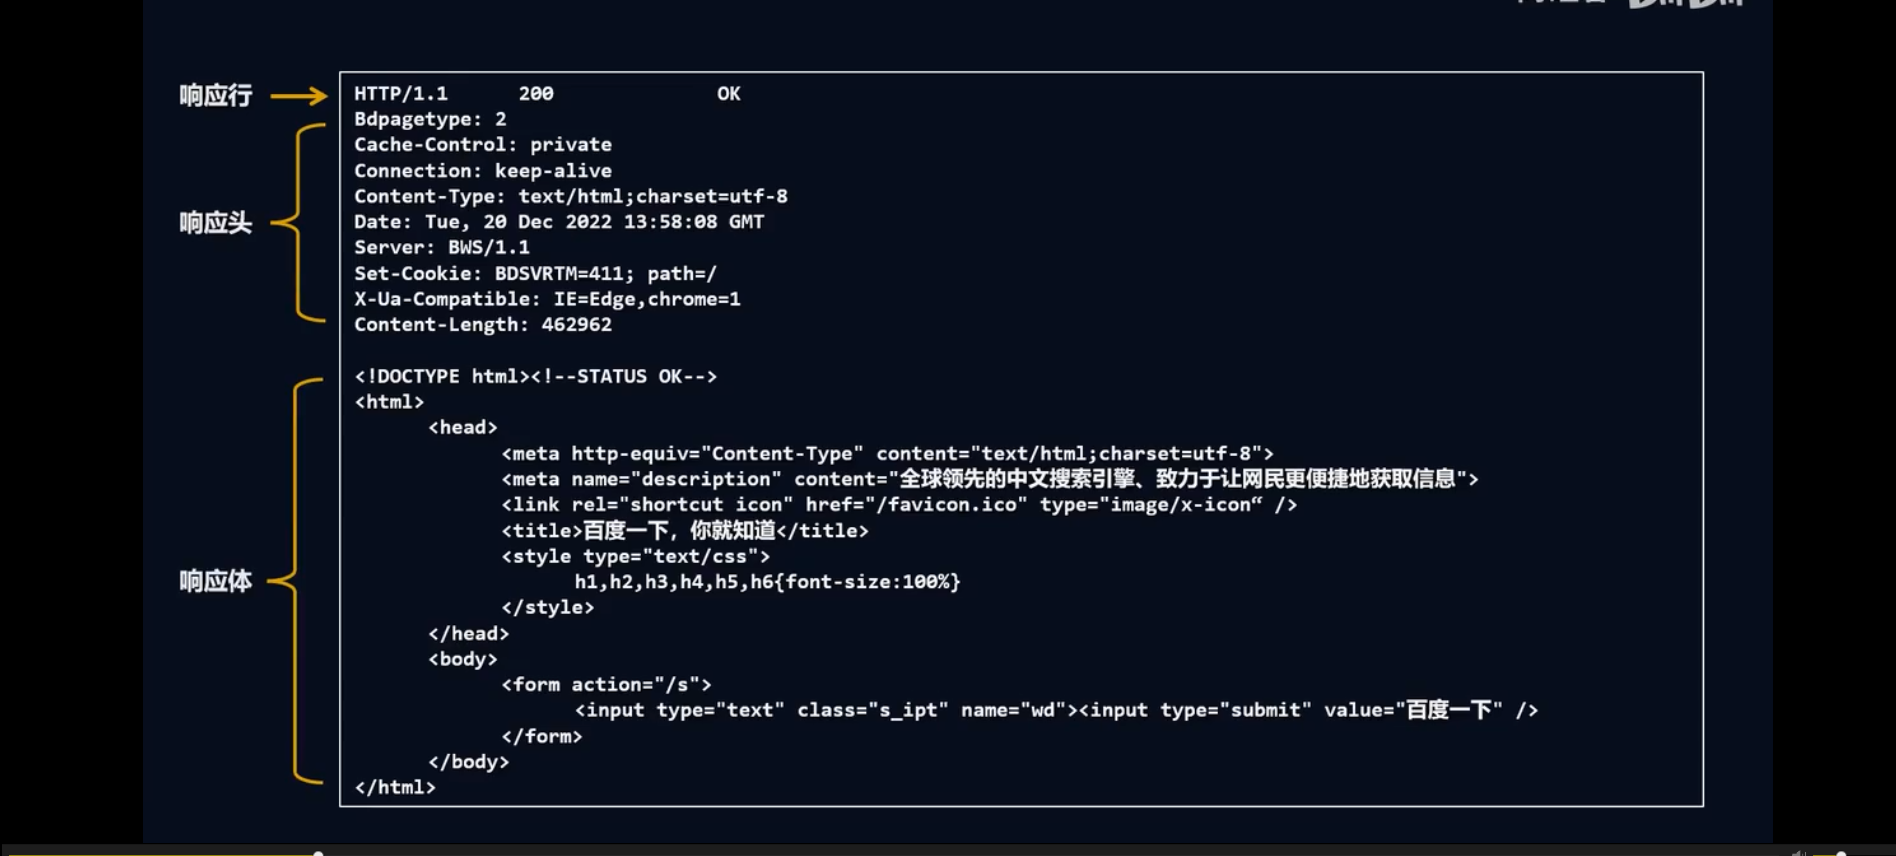 响应行
HTTP/1.1 200 OK
响应头
Bdpagetype: 2
Cache-Control: private
Connection: keep-alive
Content-Type: text/html;charset=utf-8
Date: Tue, 20 Dec 2022 13:58:08 GMT
Server: BWS/1.1
Set-Cookie: BDSVRTM=411; path=/
X-Ua-Compatible: IE=Edge,chrome=1
Content-Length: 462962
响应体
<!DOCTYPE html><!--STATUS OK-->
<html>
<head>
<meta http-equiv="Content-Type" content="text/html;charset=utf-8">
<meta name="description" content="全球领先的中文搜索引擎、致力于让网民更便捷地获取信息">
<link rel="shortcut icon" href="/favicon.ico" type="image/x-icon“ />
<title>百度一下，你就知道</title>
<style type="text/css">
h1,h2,h3,h4,h5,h6{font-size:100%}
</style>
</head>
<body>
<form action="/s">
<input type="text" class="s_ipt" name="wd"><input type="submit" value="百度一下" />
</form>
</body>
</html>